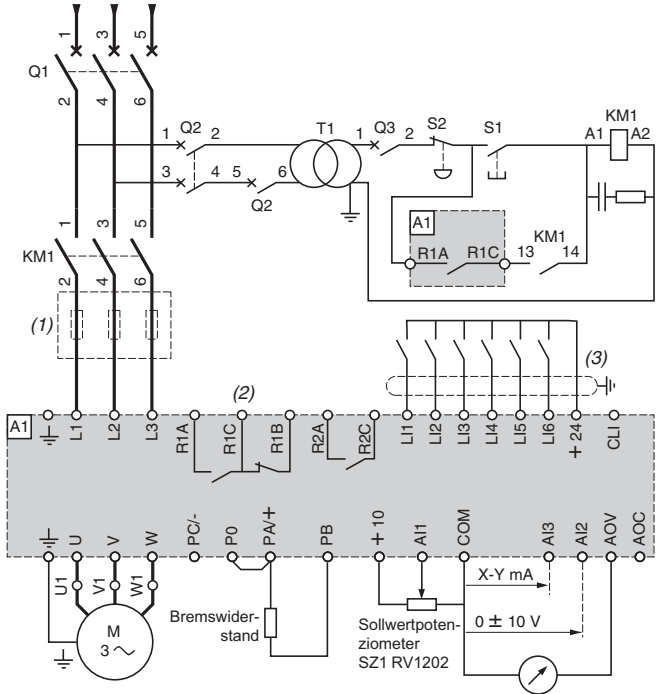 1 3 5
Q1
2 4 6
1 Q2 2
3 4 5 6
Q2
T1
1 Q3 2
S2
S1
KM1
A1 A2
A1
R1A R1C
13 KM1 14
1 3 5
KM1
2 4 6
(1)
(2)
(3)
A1
L1 L2 L3 R1A R1C R1B R2A R2C LI1 LI2 LI3 LI4 LI5 LI6 +24 CLI
U V W PC/- P0 PA/+ PB +10 AI1 COM AI3 AI2 AOV AOC
U1 V1 W1
M
3
X-Y mA
0 ± 10 V
Bremswider-
stand
Sollwertpoten-
ziometer
SZ1 RV1202